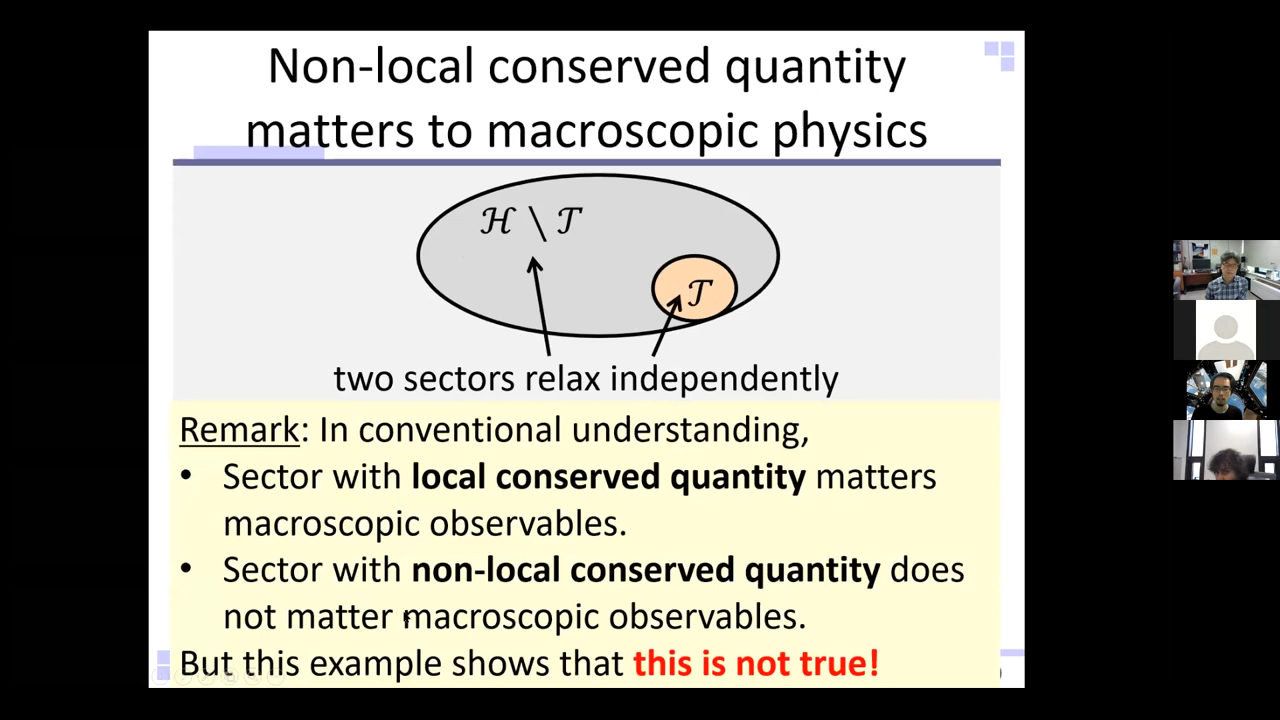 Non-local conserved quantity
matters to macroscopic physics
ℋ \ 𝒯
𝒯
two sectors relax independently
Remark: In conventional understanding,
• Sector with local conserved quantity matters
macroscopic observables.
• Sector with non-local conserved quantity does
not matter macroscopic observables.
But this example shows that this is not true!